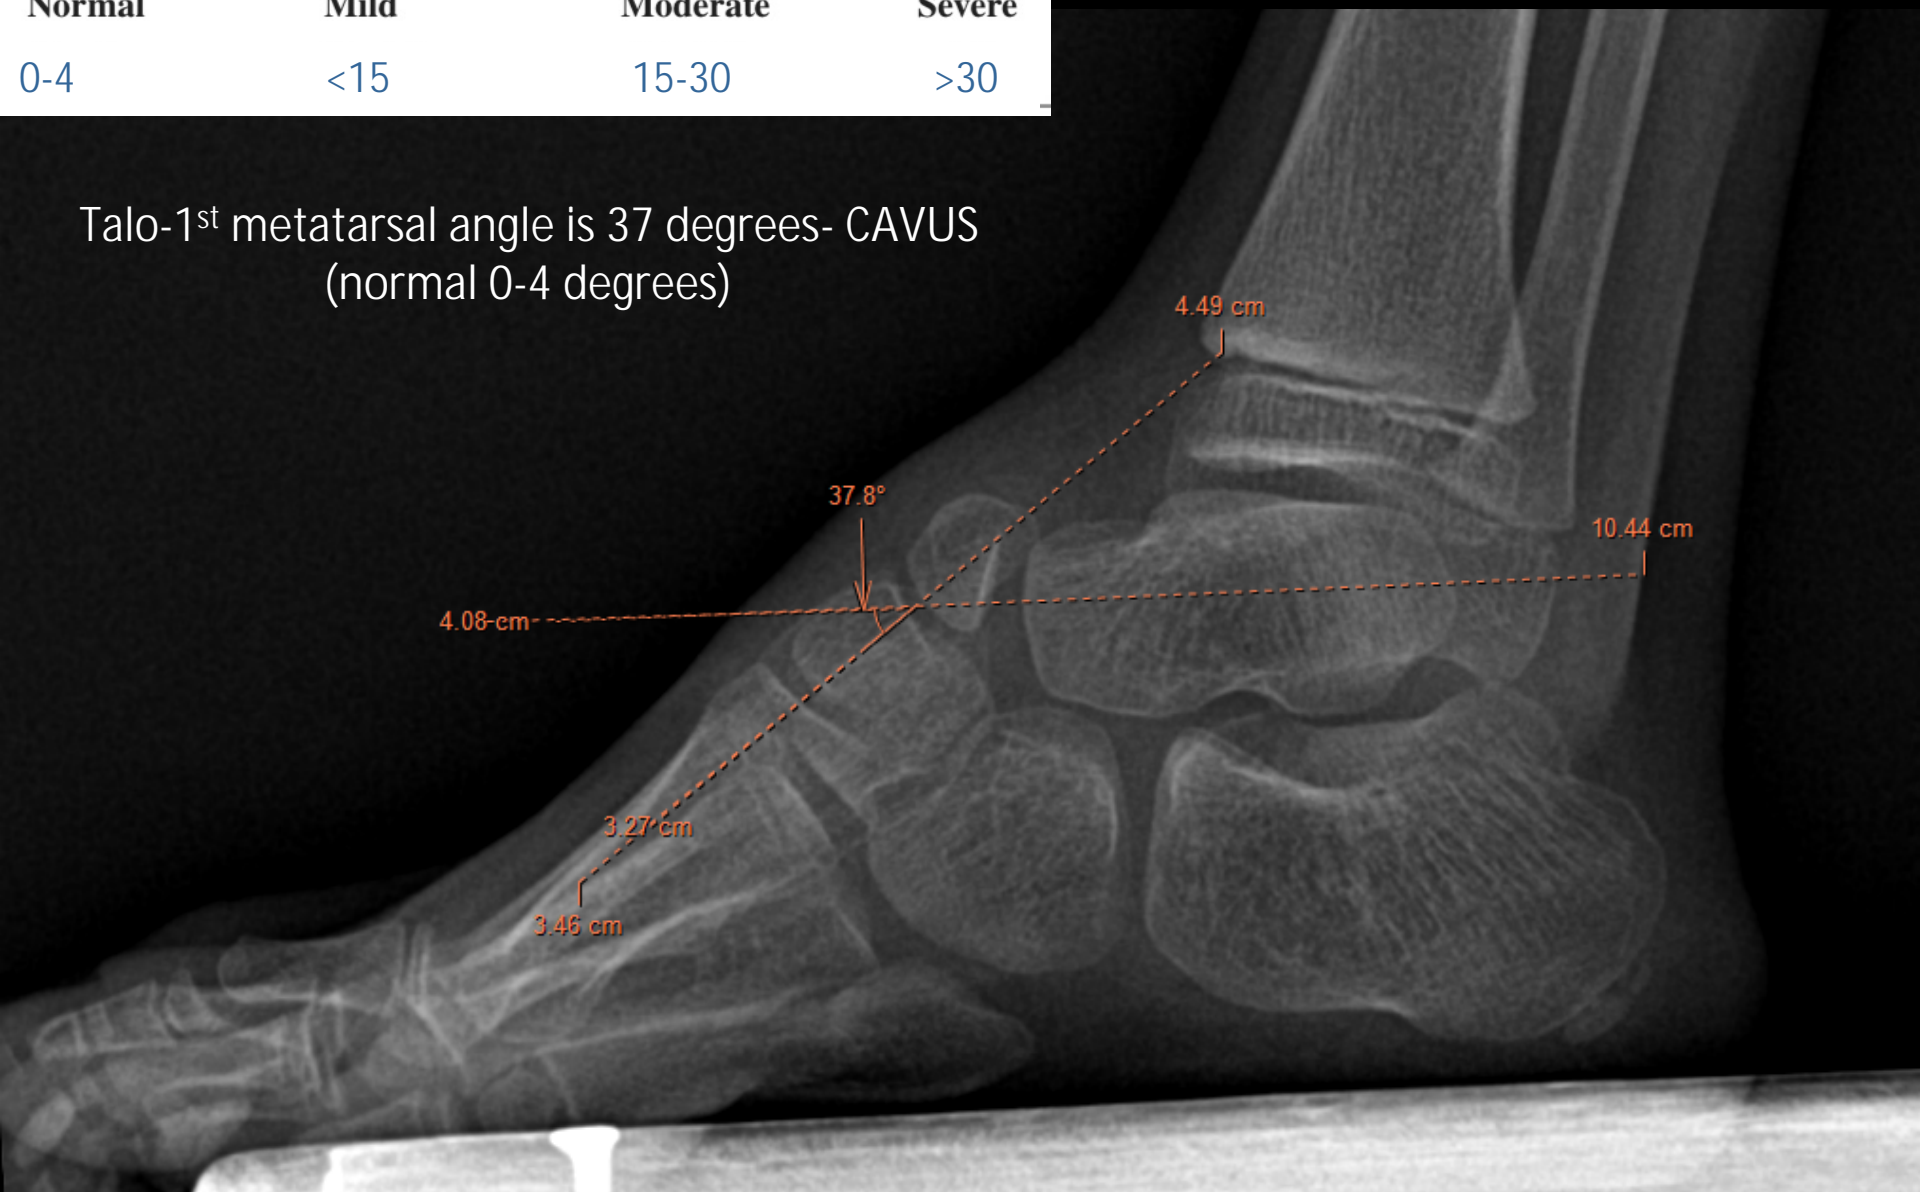 Normal Mild Moderate Severe
0-4 <15 15-30 >30
Talo-1st metatarsal angle is 37 degrees- CAVUS
(normal 0-4 degrees)
4.49 cm
37.8°
10.44 cm
4.08 cm
3.27 cm
3.46 cm